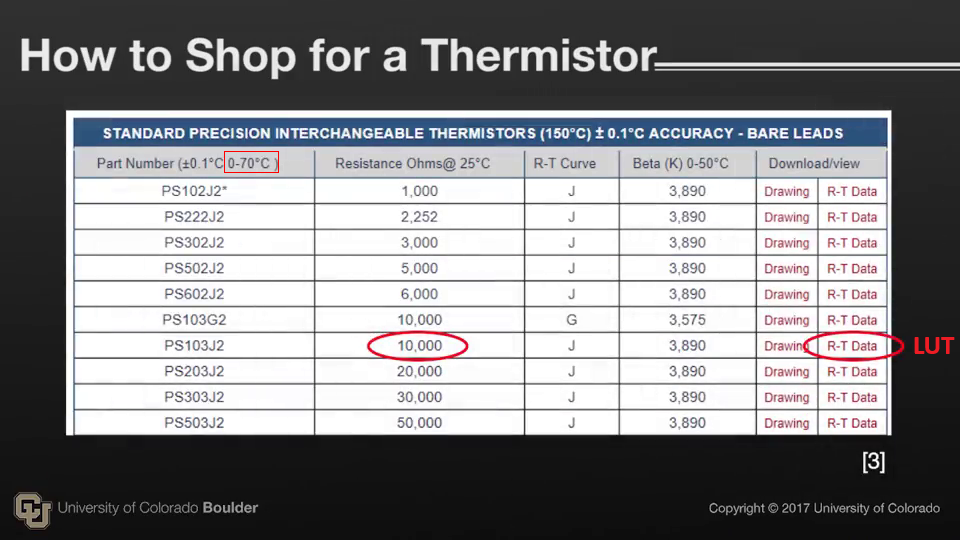 How to Shop for a Thermistor
STANDARD PRECISION INTERCHANGEABLE THERMISTORS (150°C) ± 0.1°C ACCURACY - BARE LEADS
Part Number (±0.1°C 0-70°C ) Resistance Ohms@ 25°C R-T Curve Beta (K) 0-50°C Download/view
PS102J2* 1,000 J 3,890 Drawing R-T Data
PS222J2 2,252 J 3,890 Drawing R-T Data
PS302J2 3,000 J 3,890 Drawing R-T Data
PS502J2 5,000 J 3,890 Drawing R-T Data
PS602J2 6,000 J 3,890 Drawing R-T Data
PS103G2 10,000 G 3,575 Drawing R-T Data
PS103J2 10,000 J 3,890 Drawing R-T Data LUT
PS203J2 20,000 J 3,890 Drawing R-T Data
PS303J2 30,000 J 3,890 Drawing R-T Data
PS503J2 50,000 J 3,890 Drawing R-T Data
[3]
CU University of Colorado Boulder Copyright © 2017 University of Colorado